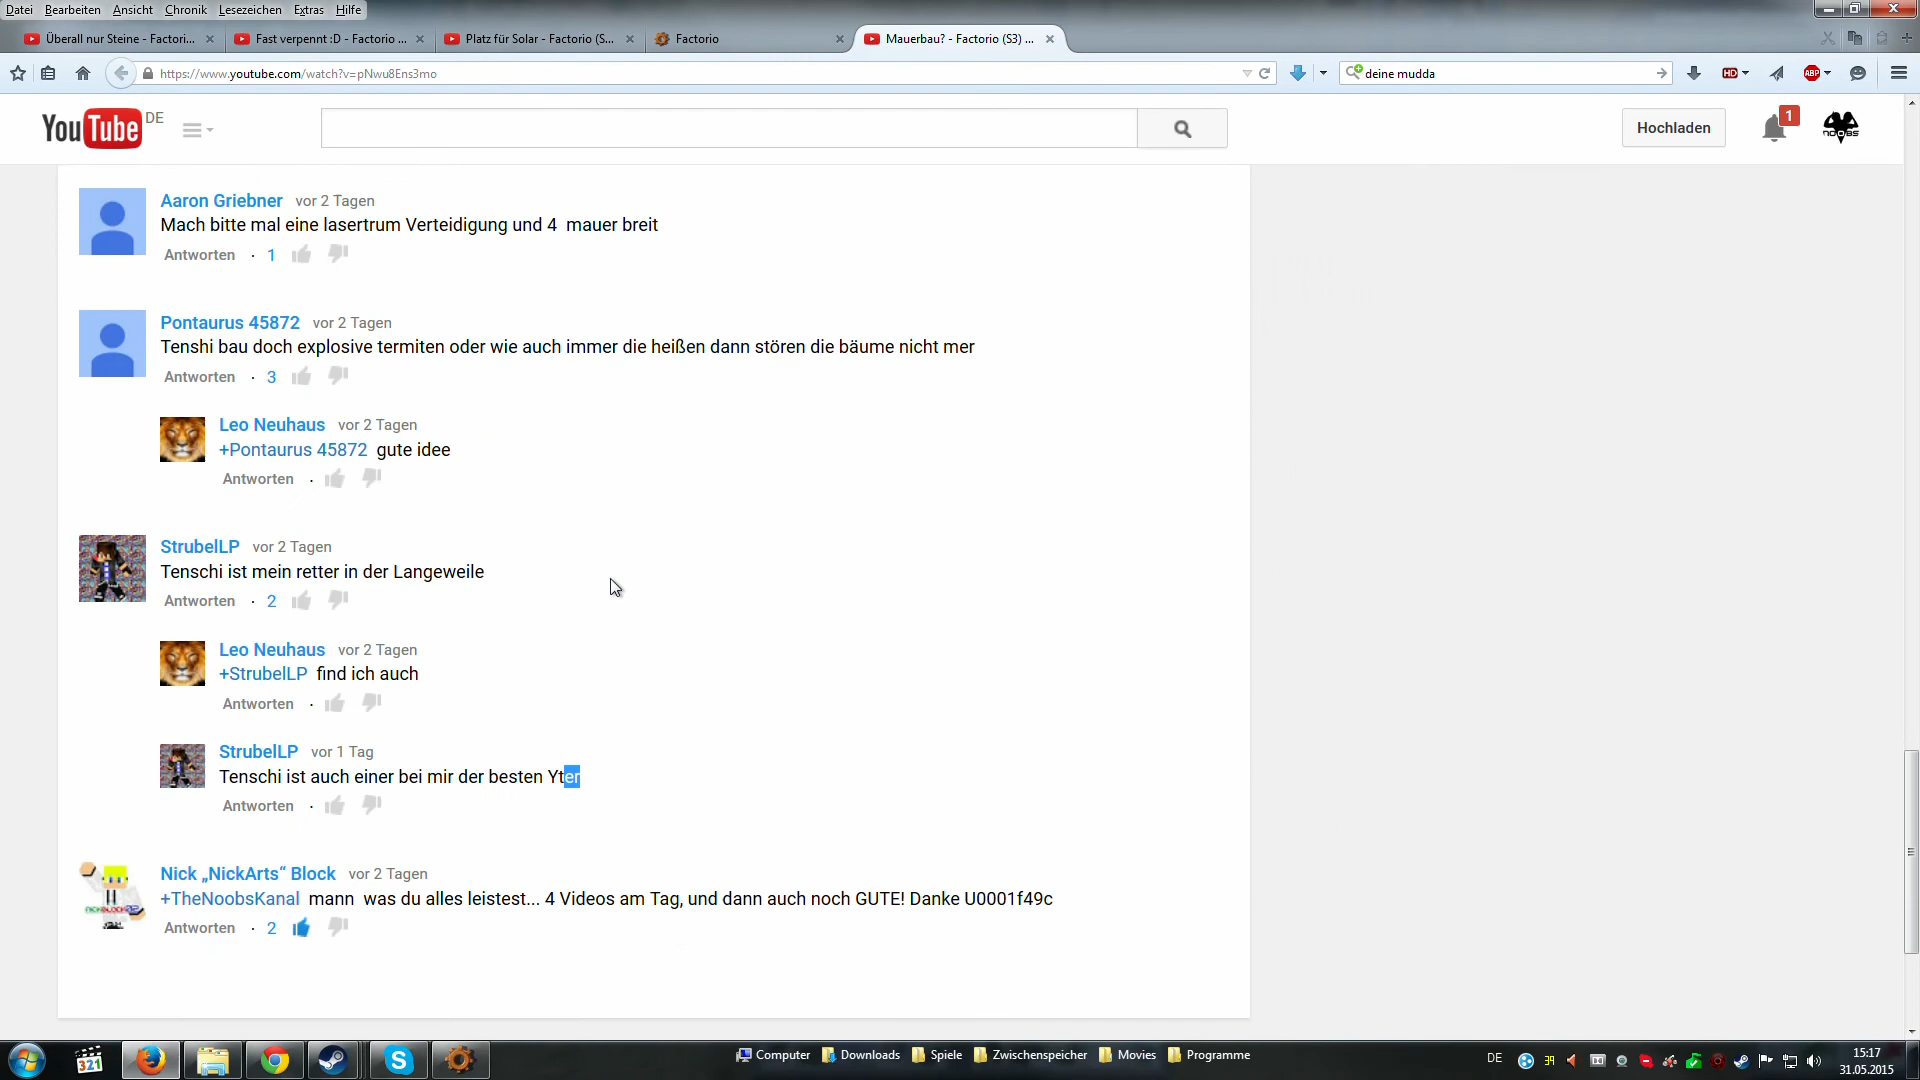 Datei Bearbeiten Ansicht Chronik Lesezeichen Extras Hilfe
Überall nur Steine - Factori... Fast verpennt :D - Factorio ... Platz für Solar - Factorio (S... Factorio Mauerbau? - Factorio (S3) ...
https://www.youtube.com/watch?v=pNwu8Ens3mo deine mudda HD ABP
YouTube DE Hochladen 1 noobs
Aaron Griebner vor 2 Tagen
Mach bitte mal eine lasertrum Verteidigung und 4 mauer breit
Antworten · 1
Pontaurus 45872 vor 2 Tagen
Tenshi bau doch explosive termiten oder wie auch immer die heißen dann stören die bäume nicht mer
Antworten · 3
Leo Neuhaus vor 2 Tagen
+Pontaurus 45872 gute idee
Antworten ·
StrubelLP vor 2 Tagen
Tenschi ist mein retter in der Langeweile
Antworten · 2
Leo Neuhaus vor 2 Tagen
+StrubelLP find ich auch
Antworten ·
StrubelLP vor 1 Tag
Tenschi ist auch einer bei mir der besten Yter
Antworten ·
Nick „NickArts“ Block vor 2 Tagen
+TheNoobsKanal mann was du alles leistest... 4 Videos am Tag, und dann auch noch GUTE! Danke U0001f49c
Antworten · 2
321 Computer Downloads Spiele Zwischenspeicher Movies Programme DE 15:17
31.05.2015